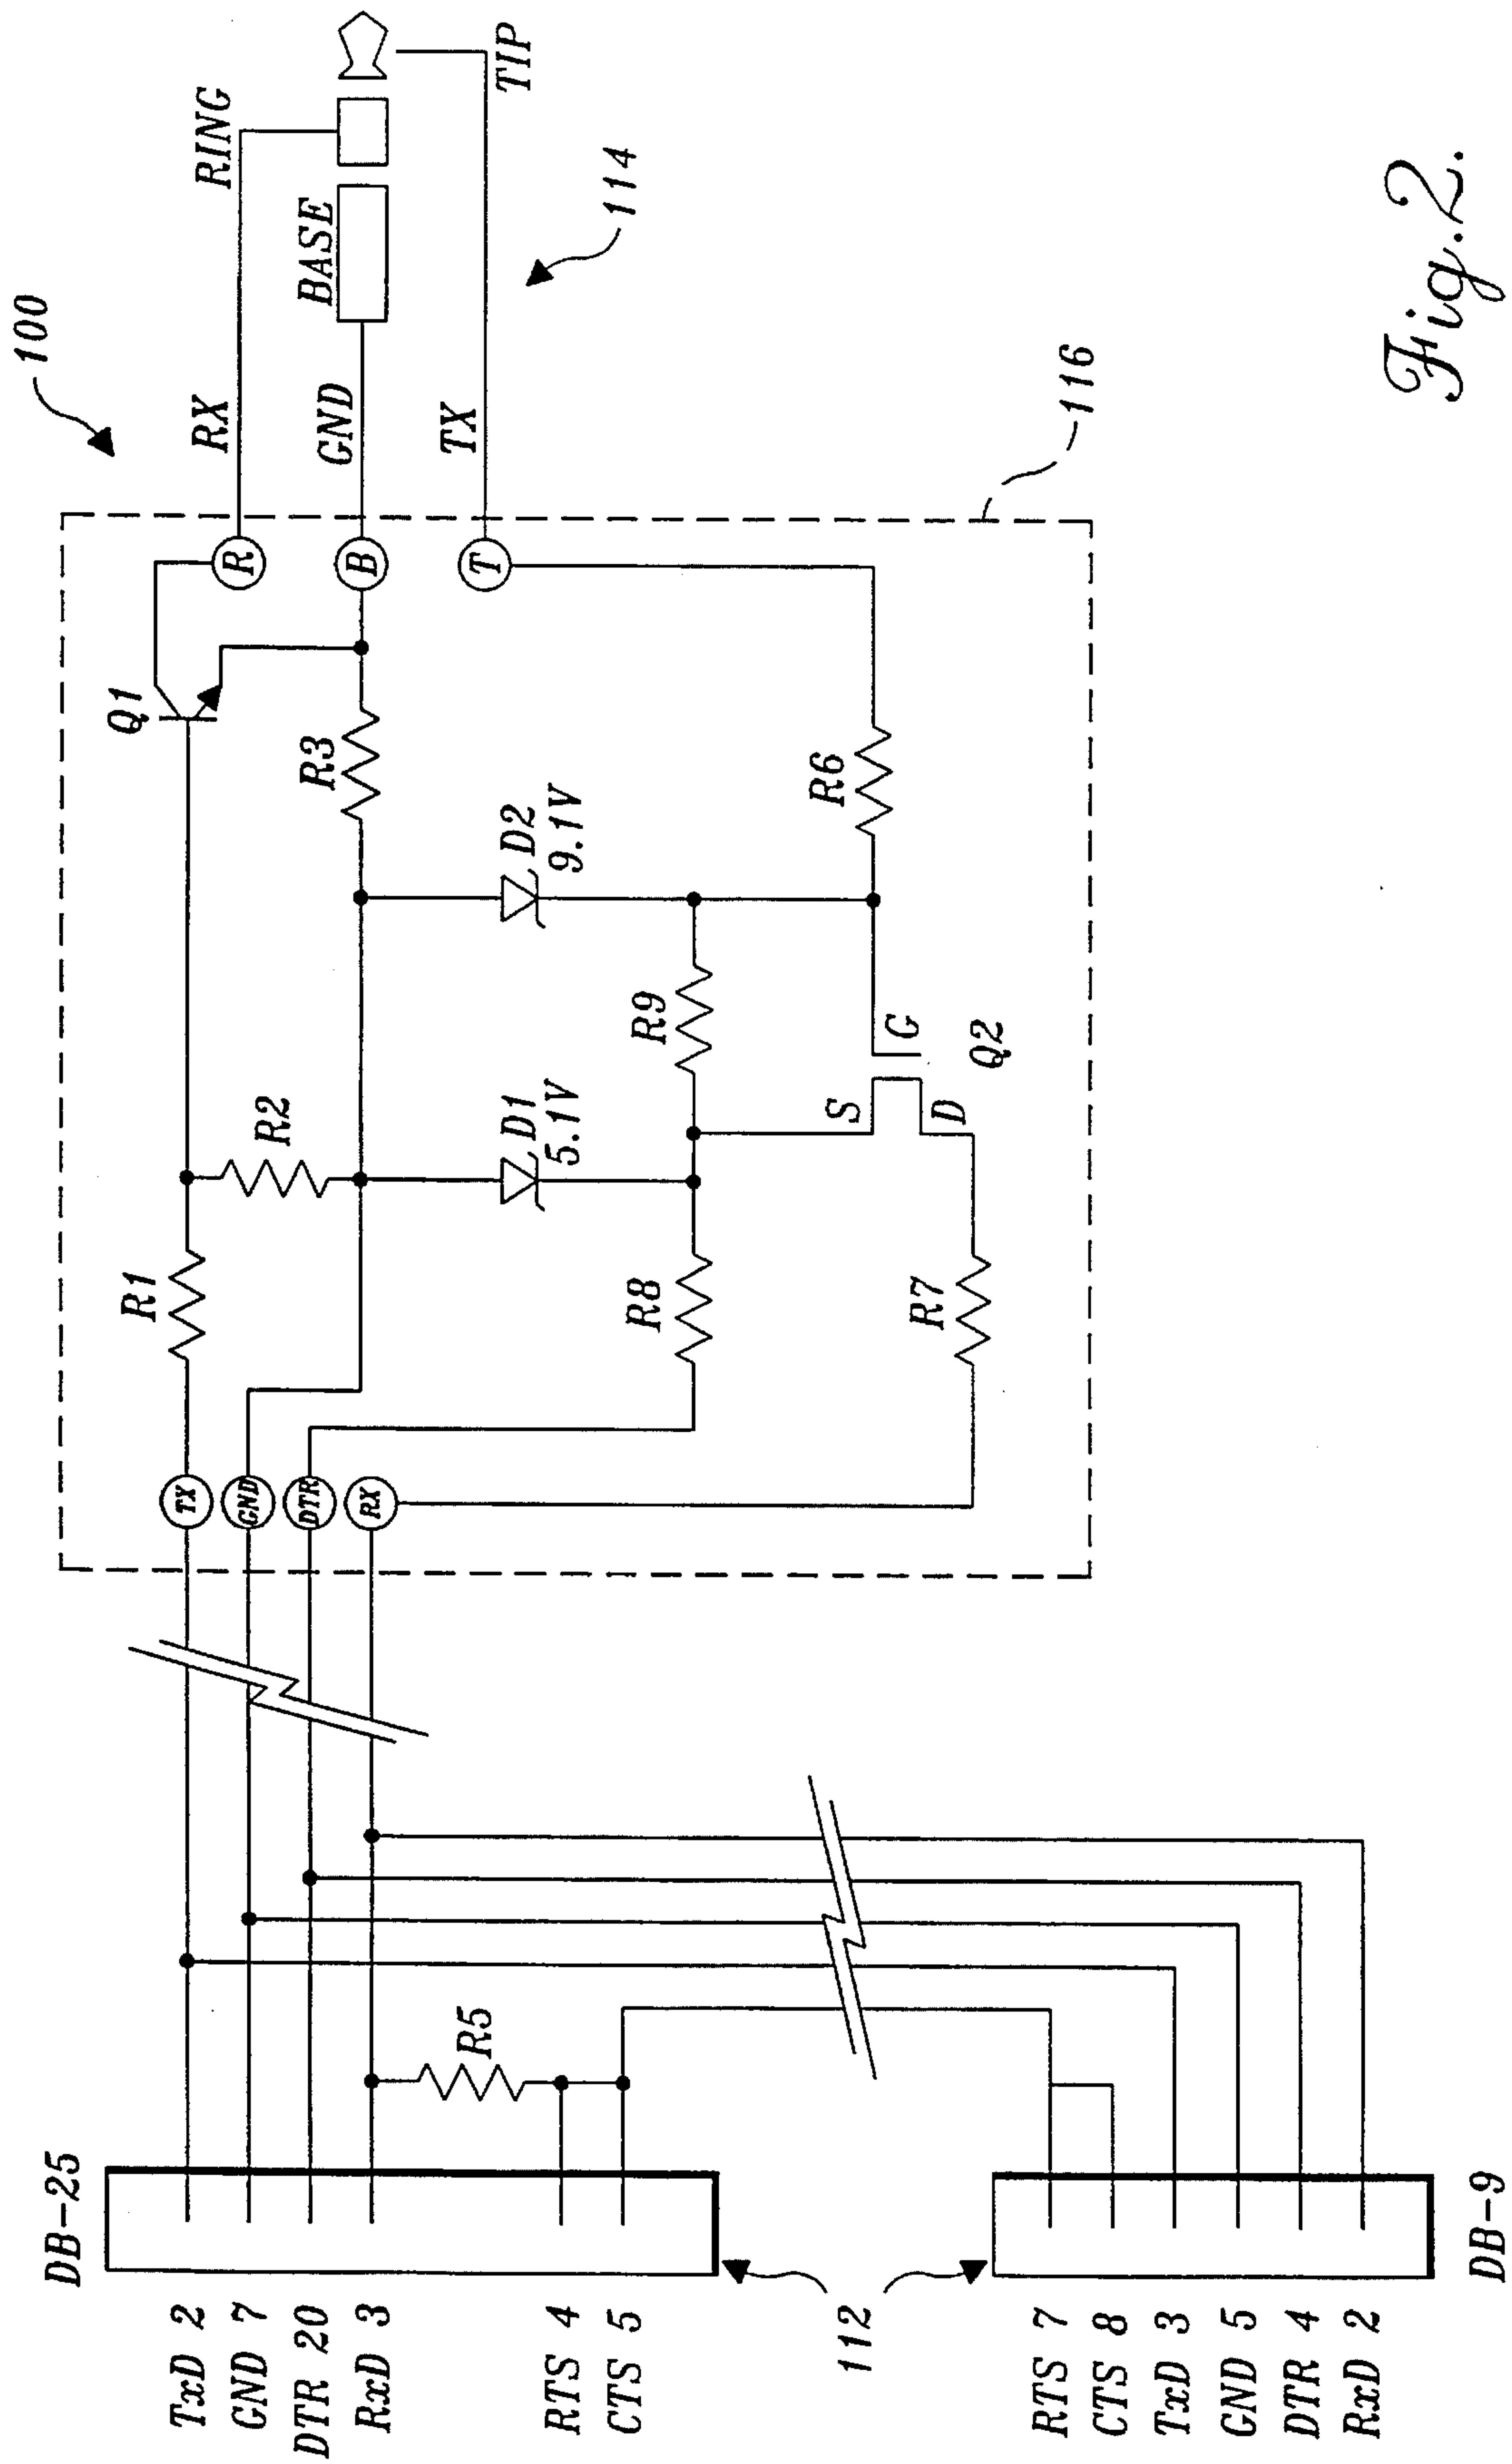 100
RING
RX
BASE
GND
TX
TIP
114
116
Q1
R
B
T
R1
R2
R3
D1
5.1V
D2
9.1V
R8
R9
R6
R7
S
G
D
Q2
TX
GND
DTR
RX
R5
DB-25
TxD 2
GND 7
DTR 20
RxD 3
RTS 4
CTS 5
112
RTS 7
CTS 8
TxD 3
GND 5
DTR 4
RxD 2
DB-9
Fig. 2.